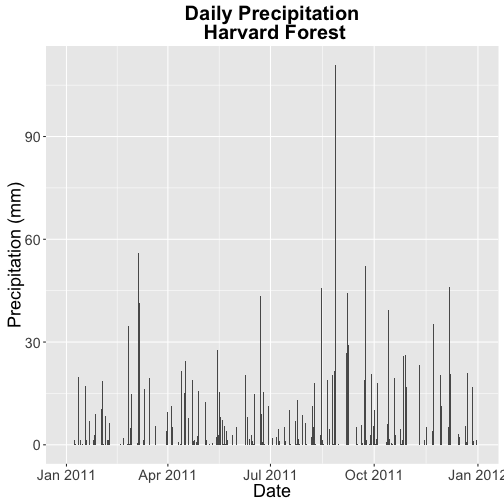 Daily Precipitation
Harvard Forest
Precipitation (mm)
90
60
30
0
Jan 2011 Apr 2011 Jul 2011 Oct 2011 Jan 2012
Date